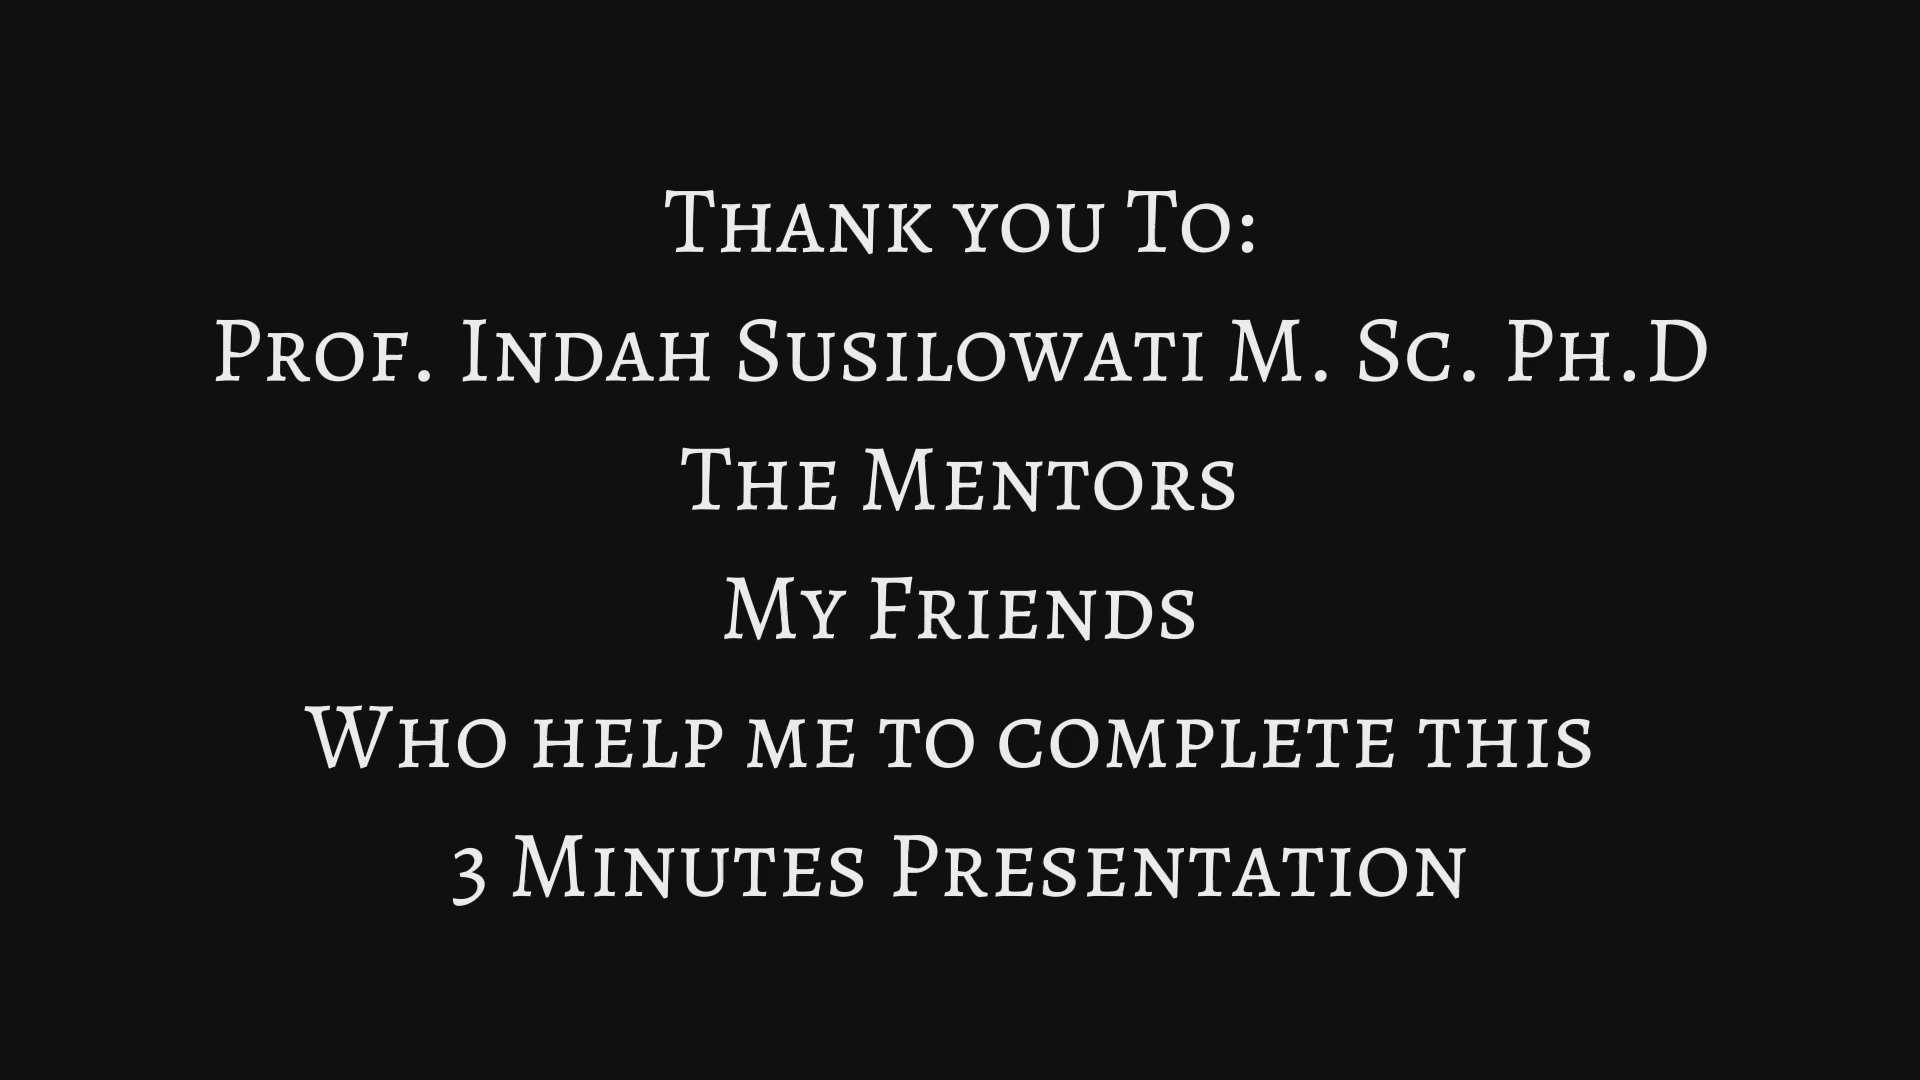 Thank you To:
Prof. Indah Susilowati M. Sc. Ph.D
The Mentors
My Friends
Who help me to complete this
3 Minutes Presentation